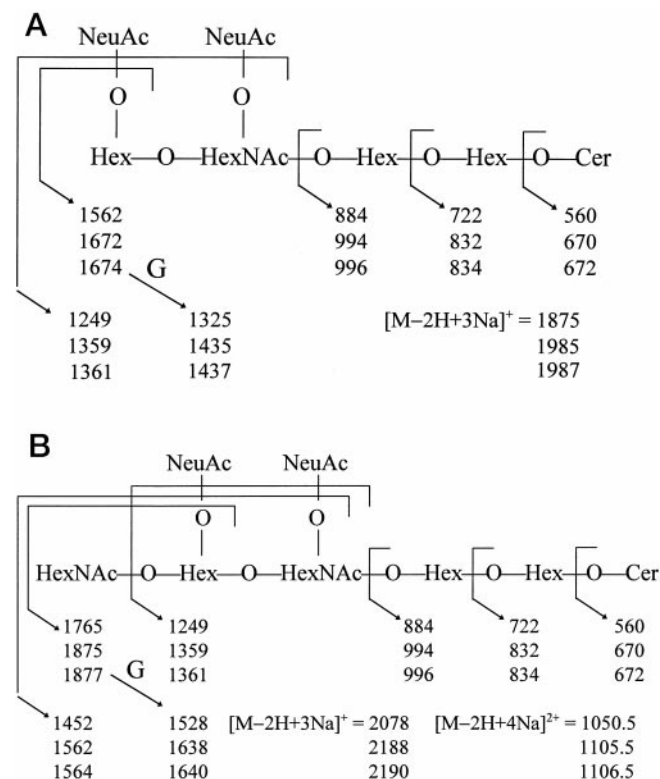 A
NeuAc NeuAc
O O
Hex—O—HexNAc—O—Hex—O—Hex—O—Cer
1562 884 722 560
1672 994 832 670
1674 G 996 834 672
1249 1325 [M−2H+3Na]⁺ = 1875
1359 1435 1985
1361 1437 1987
B
NeuAc NeuAc
O O
HexNAc—O—Hex—O—HexNAc—O—Hex—O—Hex—O—Cer
1765 1249 884 722 560
1875 1359 994 832 670
1877 G 1361 996 834 672
1452 1528 [M−2H+3Na]⁺ = 2078 [M−2H+4Na]²⁺ = 1050.5
1562 1638 2188 1105.5
1564 1640 2190 1106.5